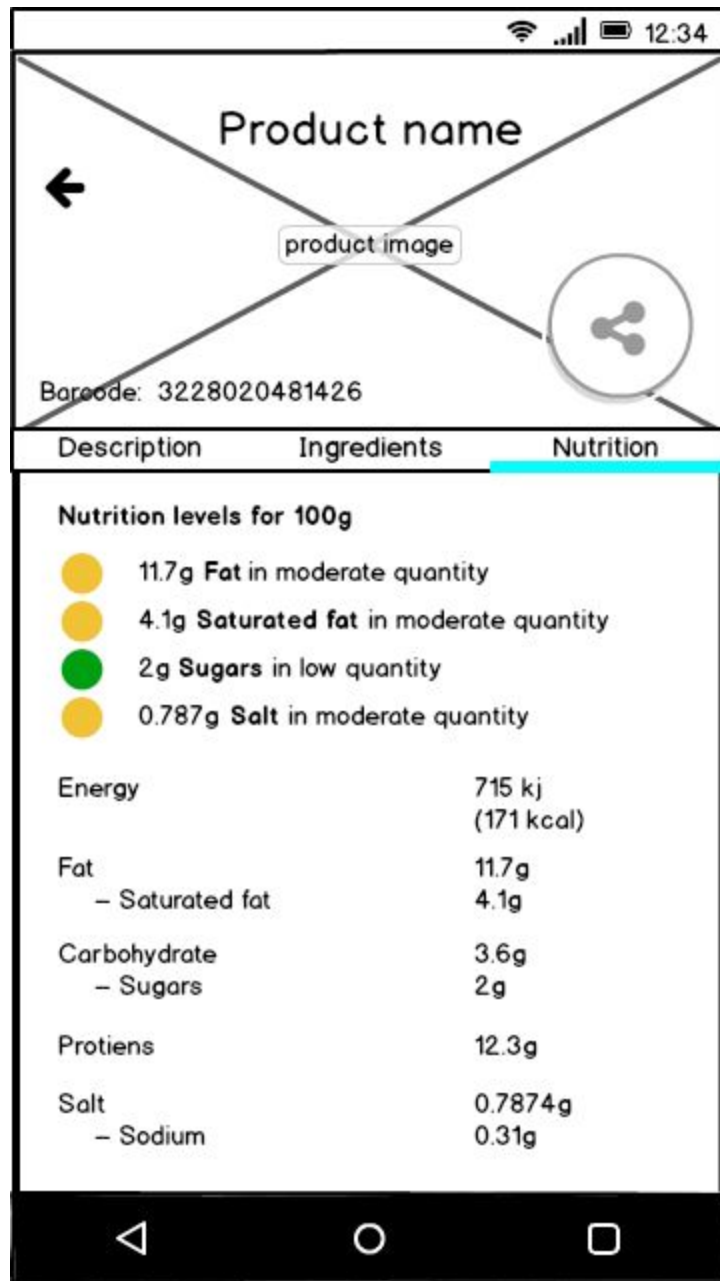 12:34
Product name
product image
Barcode: 3228020481426
Description Ingredients Nutrition
Nutrition levels for 100g
11.7g Fat in moderate quantity
4.1g Saturated fat in moderate quantity
2g Sugars in low quantity
0.787g Salt in moderate quantity
Energy 715 kj
(171 kcal)
Fat 11.7g
– Saturated fat 4.1g
Carbohydrate 3.6g
– Sugars 2g
Protiens 12.3g
Salt 0.7874g
– Sodium 0.31g